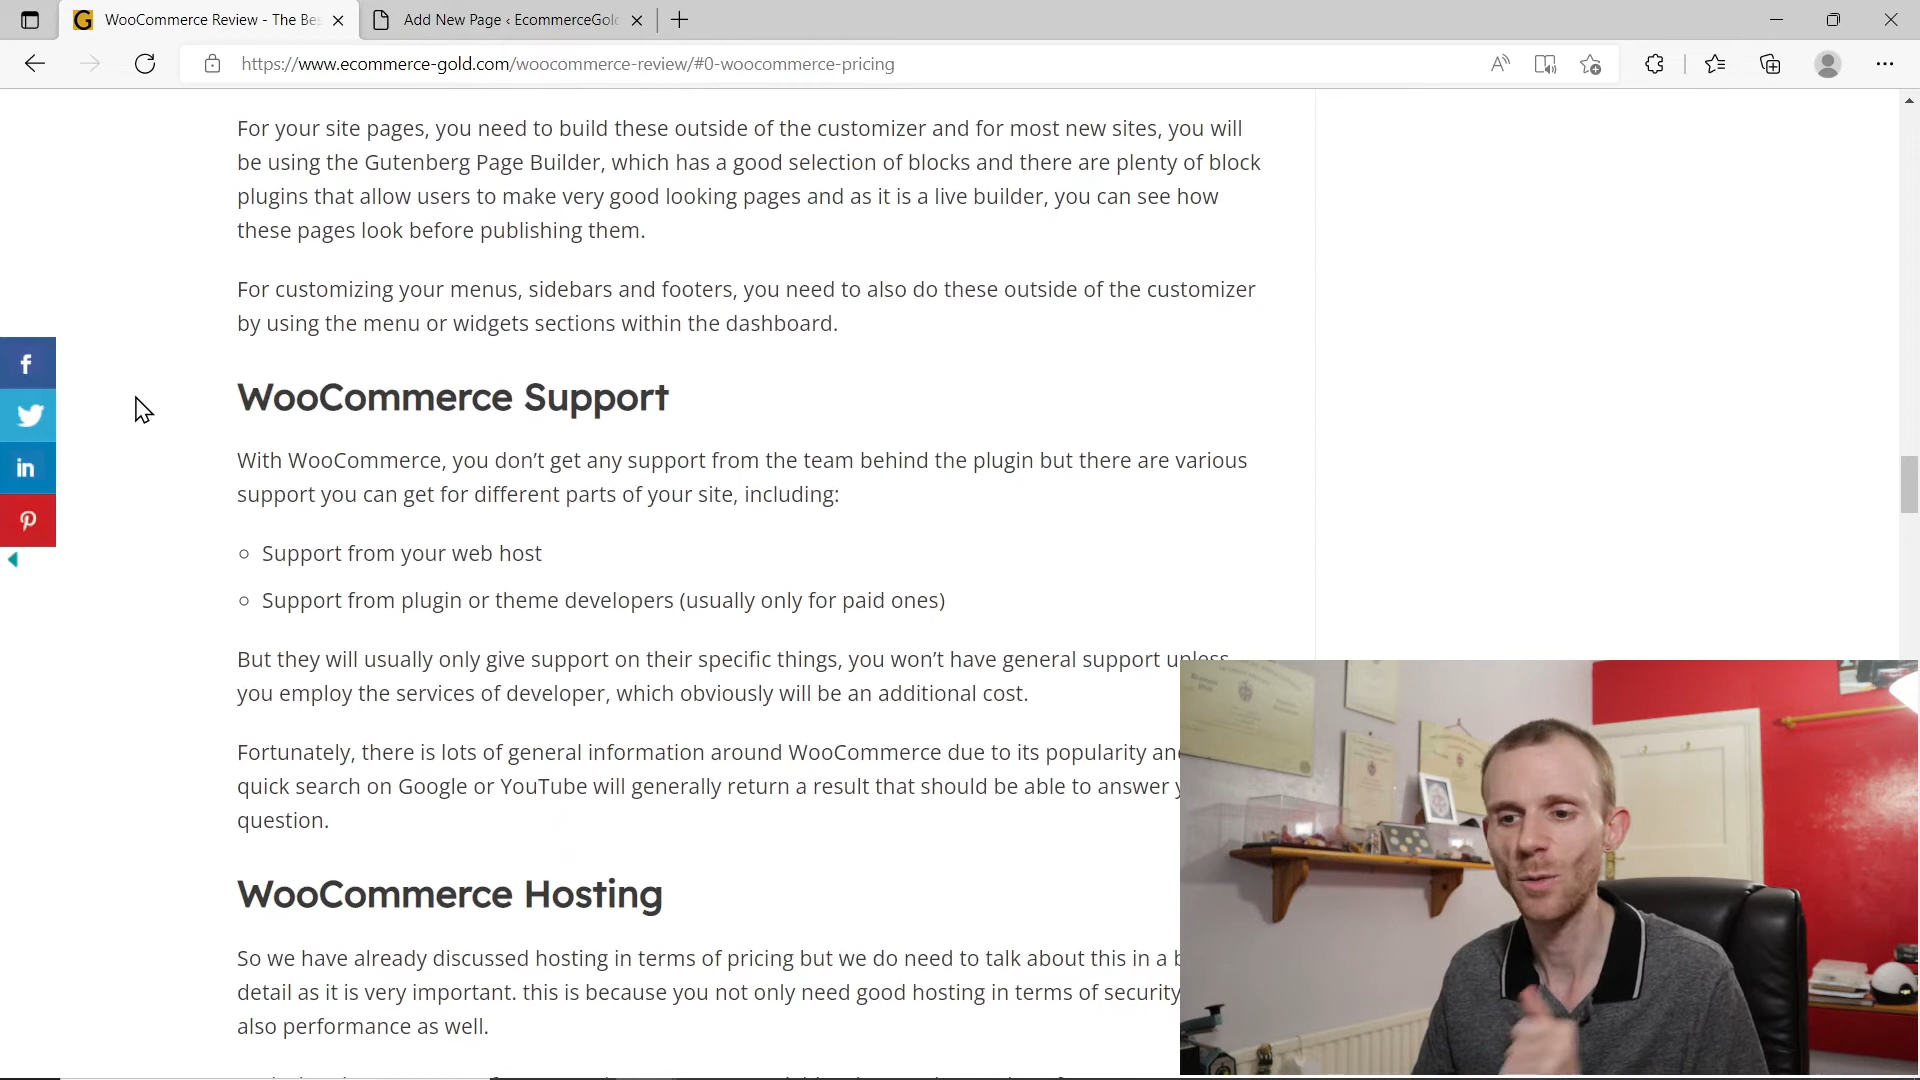 WooCommerce Review - The Be
Add New Page ‹ EcommerceGold
https://www.ecommerce-gold.com/woocommerce-review/#0-woocommerce-pricing
For your site pages, you need to build these outside of the customizer and for most new sites, you will
be using the Gutenberg Page Builder, which has a good selection of blocks and there are plenty of block
plugins that allow users to make very good looking pages and as it is a live builder, you can see how
these pages look before publishing them.
For customizing your menus, sidebars and footers, you need to also do these outside of the customizer
by using the menu or widgets sections within the dashboard.
WooCommerce Support
With WooCommerce, you don’t get any support from the team behind the plugin but there are various
support you can get for different parts of your site, including:
Support from your web host
Support from plugin or theme developers (usually only for paid ones)
But they will usually only give support on their specific things, you won’t have general support unless
you employ the services of developer, which obviously will be an additional cost.
Fortunately, there is lots of general information around WooCommerce due to its popularity an
quick search on Google or YouTube will generally return a result that should be able to answer
question.
WooCommerce Hosting
So we have already discussed hosting in terms of pricing but we do need to talk about this in a b
detail as it is very important. this is because you not only need good hosting in terms of security
also performance as well.